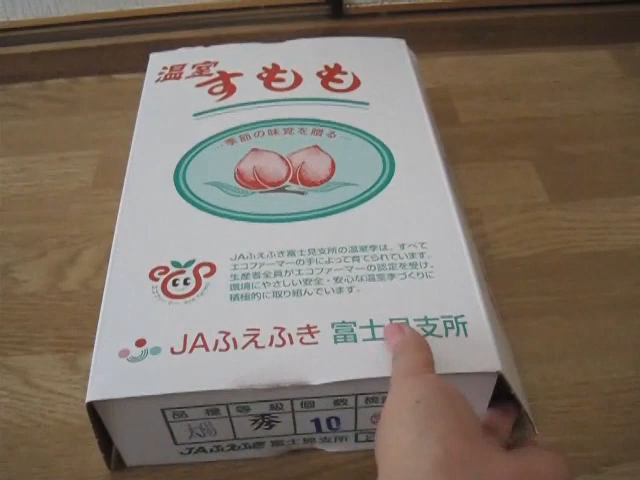 温室すもも
季節の味覚を贈る
JAふえふき富士見支所の温室李は、すべて
エコファーマーの手によって育てられています。
生産者全員がエコファーマーの認定を受け、
環境にやさしい安全・安心な温室李づくりに
積極的に取り組んでいます。
JAふえふき 富士見支所
品種 等級 個数 検
太陽 秀 10
JAふえふき 富士見支所